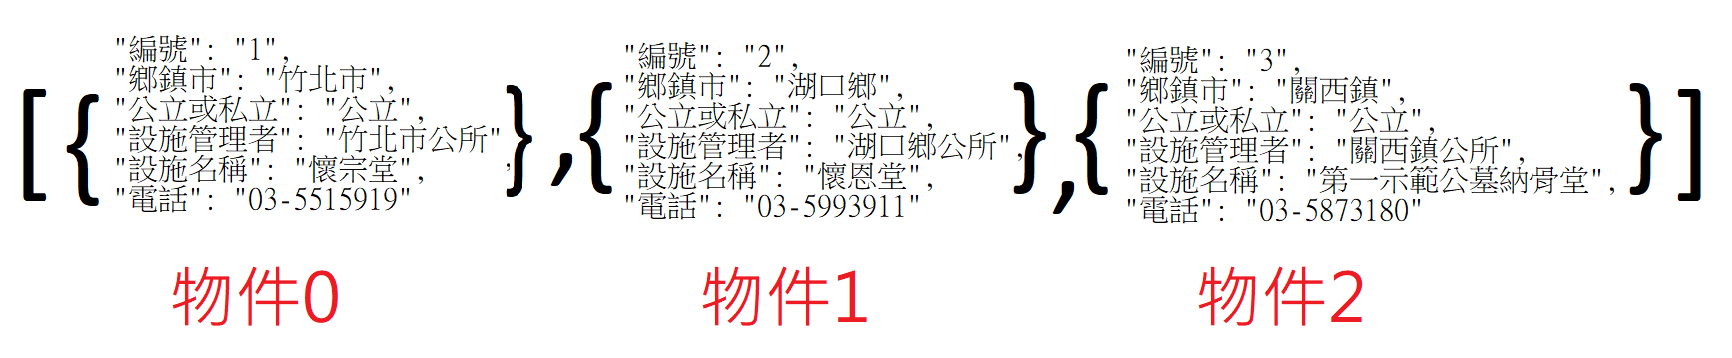 [{
"編號": "1",
"鄉鎮市": "竹北市",
"公立或私立": "公立",
"設施管理者": "竹北市公所",
"設施名稱": "懷宗堂",
"電話": "03-5515919"
},{
"編號": "2",
"鄉鎮市": "湖口鄉",
"公立或私立": "公立",
"設施管理者": "湖口鄉公所",
"設施名稱": "懷恩堂",
"電話": "03-5993911"
},{
"編號": "3",
"鄉鎮市": "關西鎮",
"公立或私立": "公立",
"設施管理者": "關西鎮公所",
"設施名稱": "第一示範公墓納骨堂",
"電話": "03-5873180"
}]
物件0
物件1
物件2